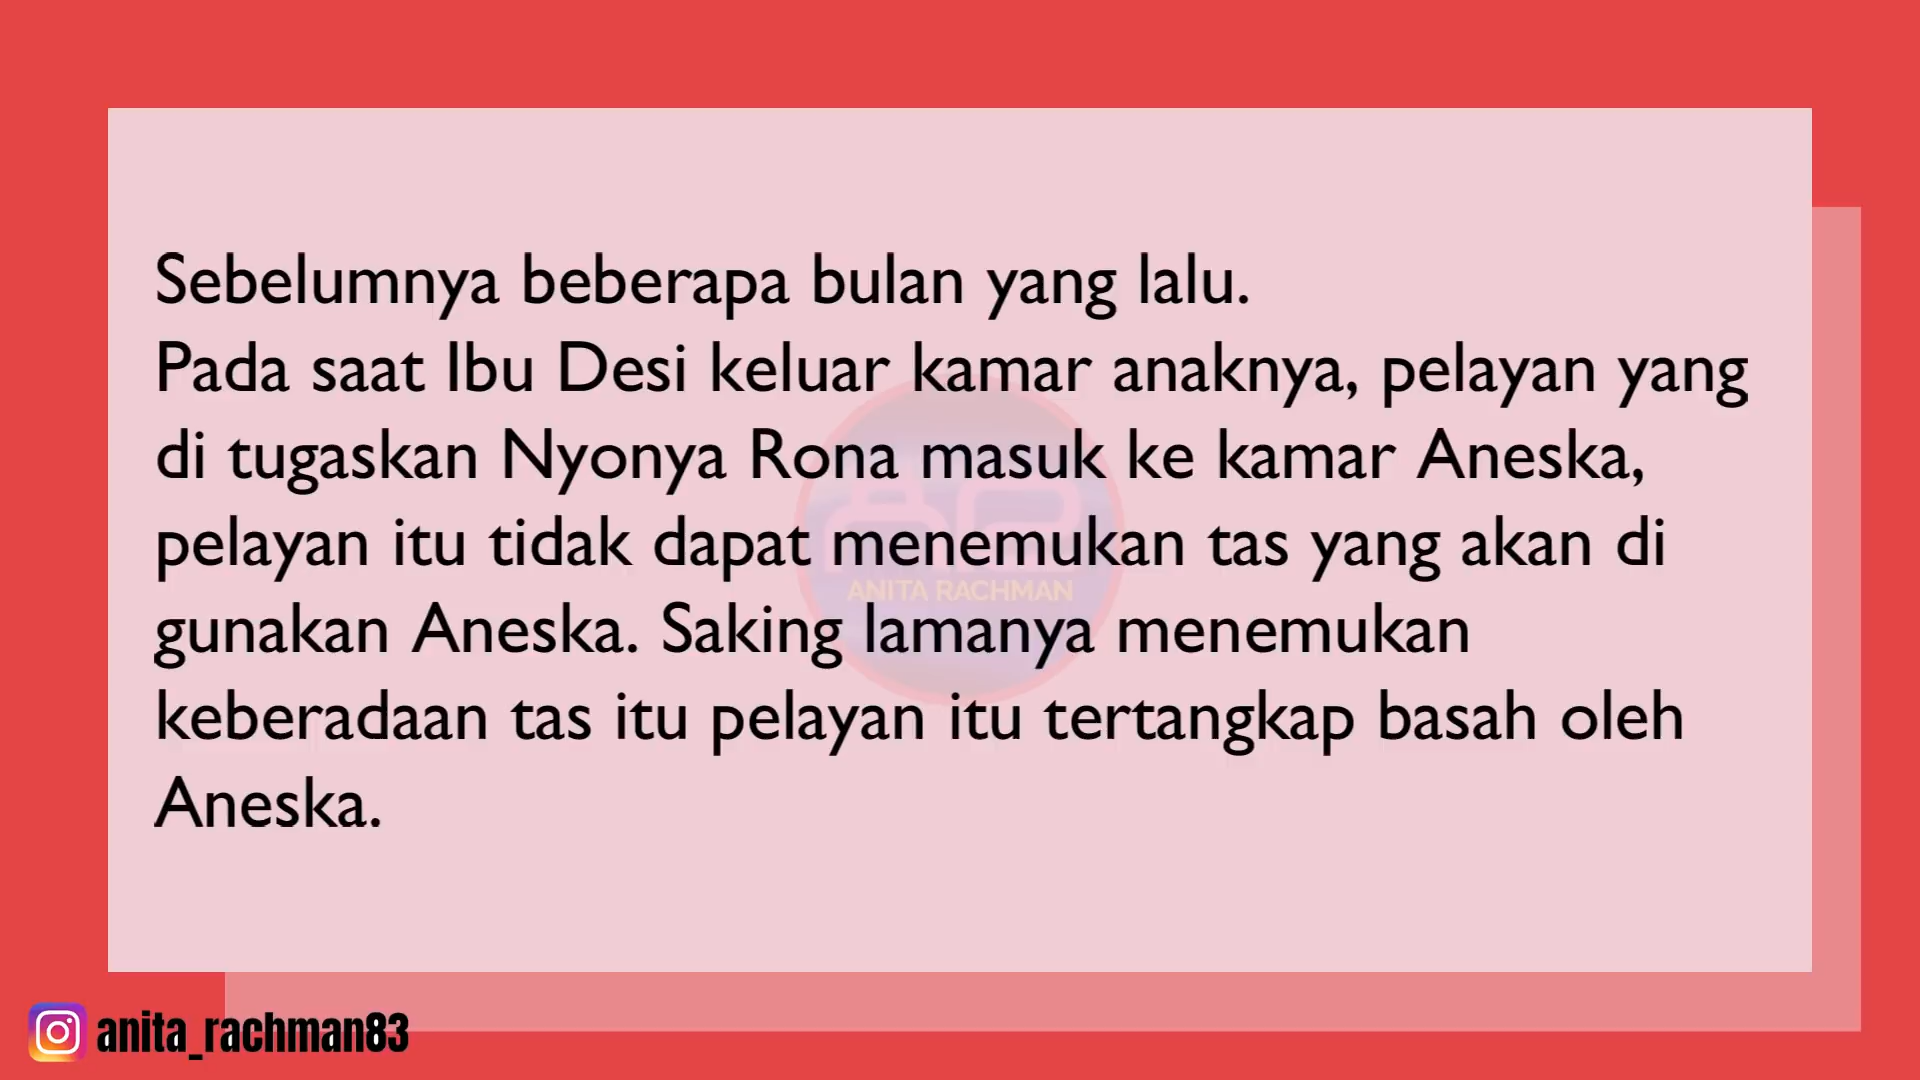 Sebelumnya beberapa bulan yang lalu.
Pada saat Ibu Desi keluar kamar anaknya, pelayan yang
di tugaskan Nyonya Rona masuk ke kamar Aneska,
pelayan itu tidak dapat menemukan tas yang akan di
ANITA RACHMAN
gunakan Aneska. Saking lamanya menemukan
keberadaan tas itu pelayan itu tertangkap basah oleh
Aneska.
anita_rachman83